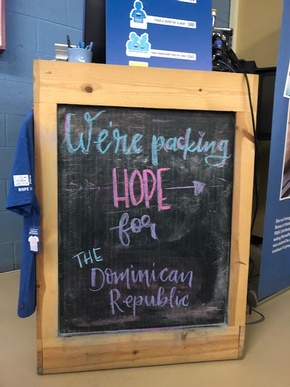 We're packing
HOPE
for
THE
Dominican
Republic